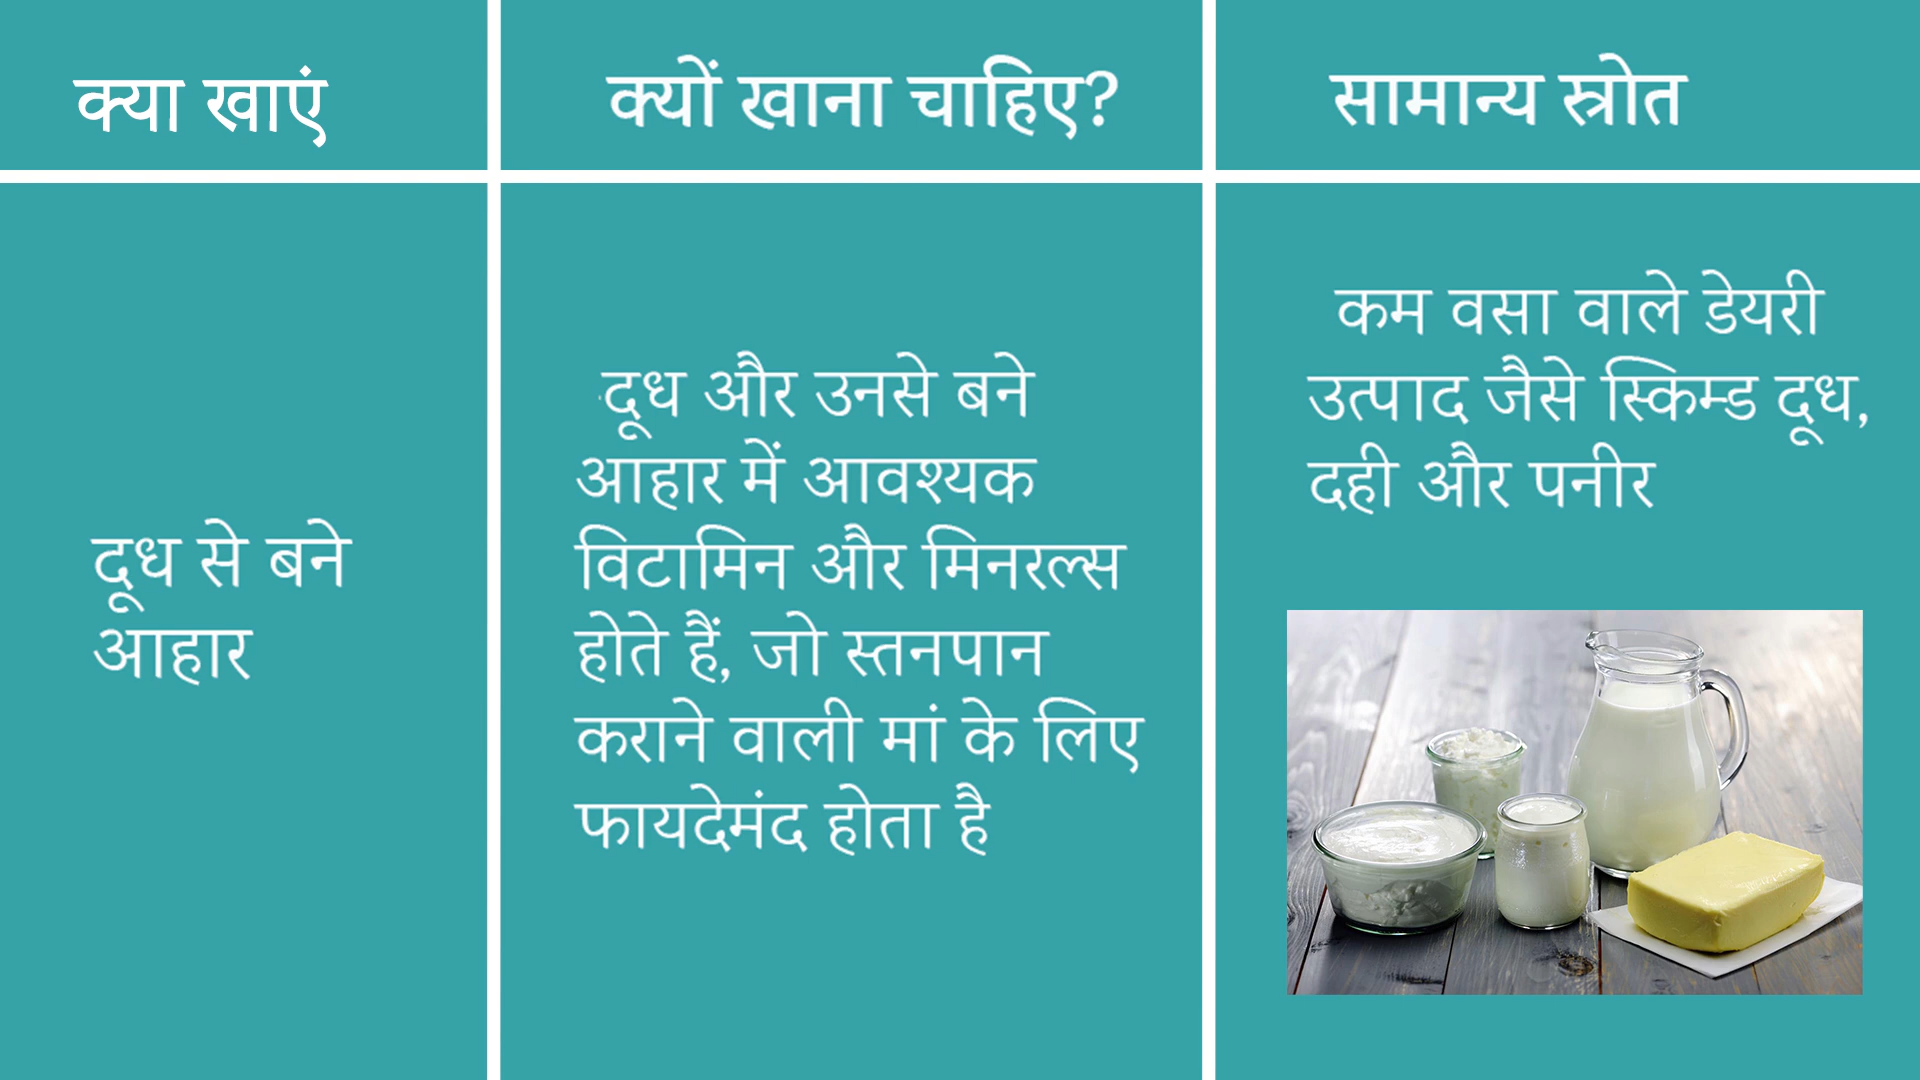 क्या खाएं
क्यों खाना चाहिए?
सामान्य स्रोत
दूध से बने
आहार
दूध और उनसे बने
आहार में आवश्यक
विटामिन और मिनरल्स
होते हैं, जो स्तनपान
कराने वाली मां के लिए
फायदेमंद होता है
कम वसा वाले डेयरी
उत्पाद जैसे स्किम्ड दूध,
दही और पनीर